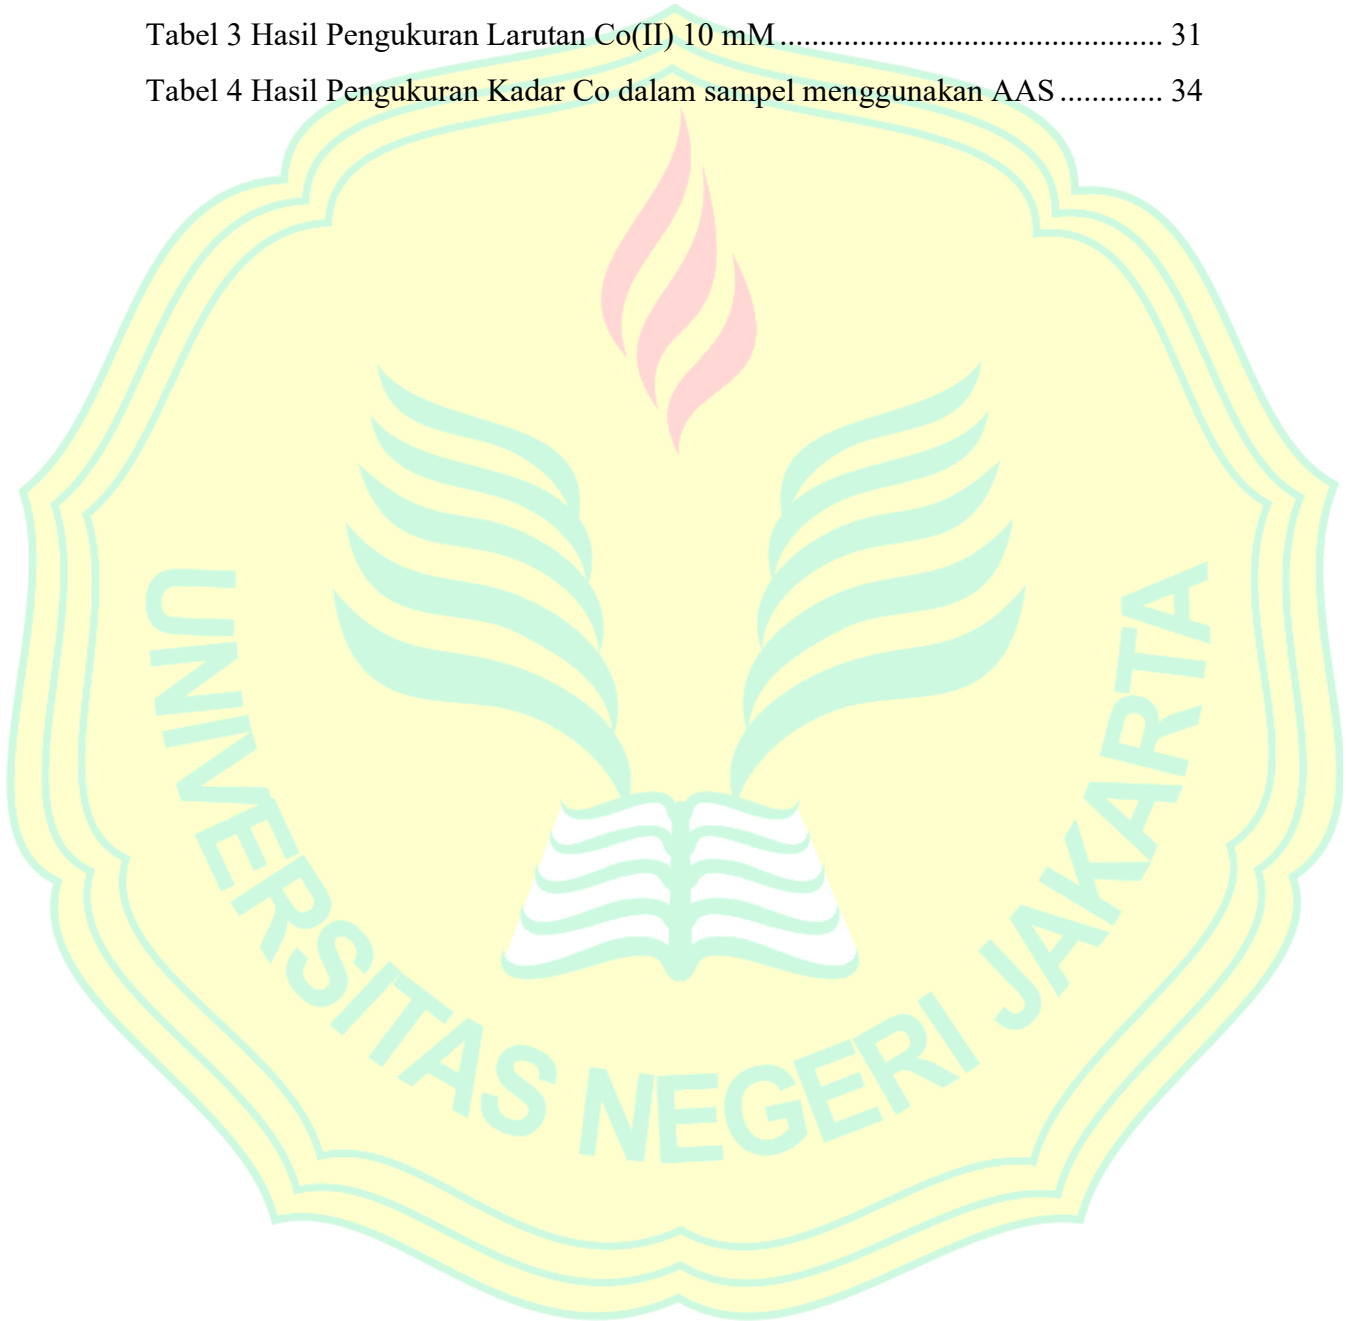 Tabel 3 Hasil Pengukuran Larutan Co(II) 10 mM ........................................ 31
Tabel 4 Hasil Pengukuran Kadar Co dalam sampel menggunakan AAS ............. 34
UNIVERSITAS NEGERI JAKARTA